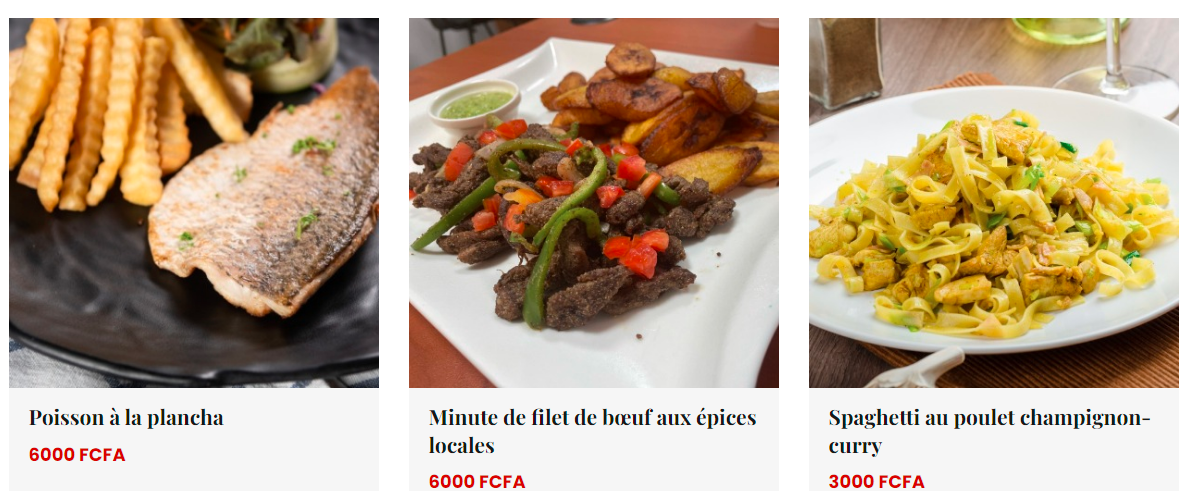 Poisson à la plancha
6000 FCFA
Minute de filet de bœuf aux épices
locales
6000 FCFA
Spaghetti au poulet champignon-
curry
3000 FCFA